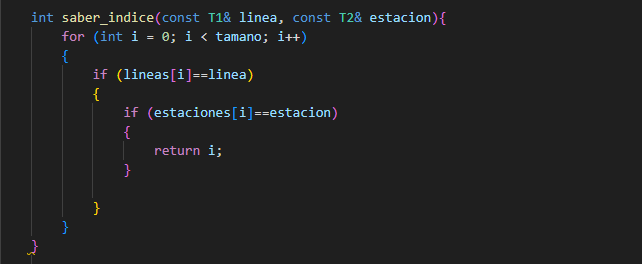 int saber_indice(const T1& linea, const T2& estacion){
    for (int i = 0; i < tamano; i++)
    {
        if (lineas[i]==linea)
        {
            if (estaciones[i]==estacion)
            {
                return i;
            }

        }
    }
}